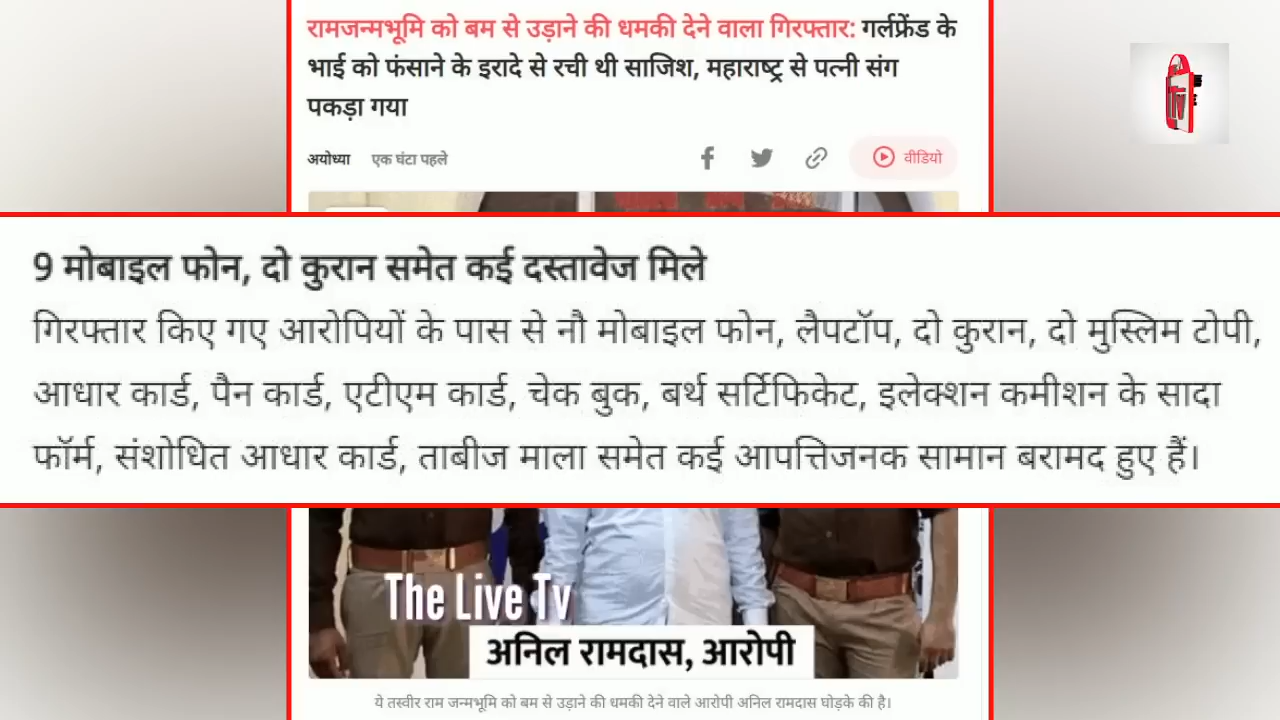 रामजन्मभूमि को बम से उड़ाने की धमकी देने वाला गिरफ्तार: गर्लफ्रेंड के
भाई को फंसाने के इरादे से रची थी साजिश, महाराष्ट्र से पत्नी संग
पकड़ा गया
अयोध्या एक घंटा पहले
वीडियो
9 मोबाइल फोन, दो कुरान समेत कई दस्तावेज मिले
गिरफ्तार किए गए आरोपियों के पास से नौ मोबाइल फोन, लैपटॉप, दो कुरान, दो मुस्लिम टोपी,
आधार कार्ड, पैन कार्ड, एटीएम कार्ड, चेक बुक, बर्थ सर्टिफिकेट, इलेक्शन कमीशन के सादा
फॉर्म, संशोधित आधार कार्ड, ताबीज माला समेत कई आपत्तिजनक सामान बरामद हुए हैं।
The Live Tv
अनिल रामदास, आरोपी
ये तस्वीर राम जन्मभूमि को बम से उड़ाने की धमकी देने वाले आरोपी अनिल रामदास घोड़के की है।